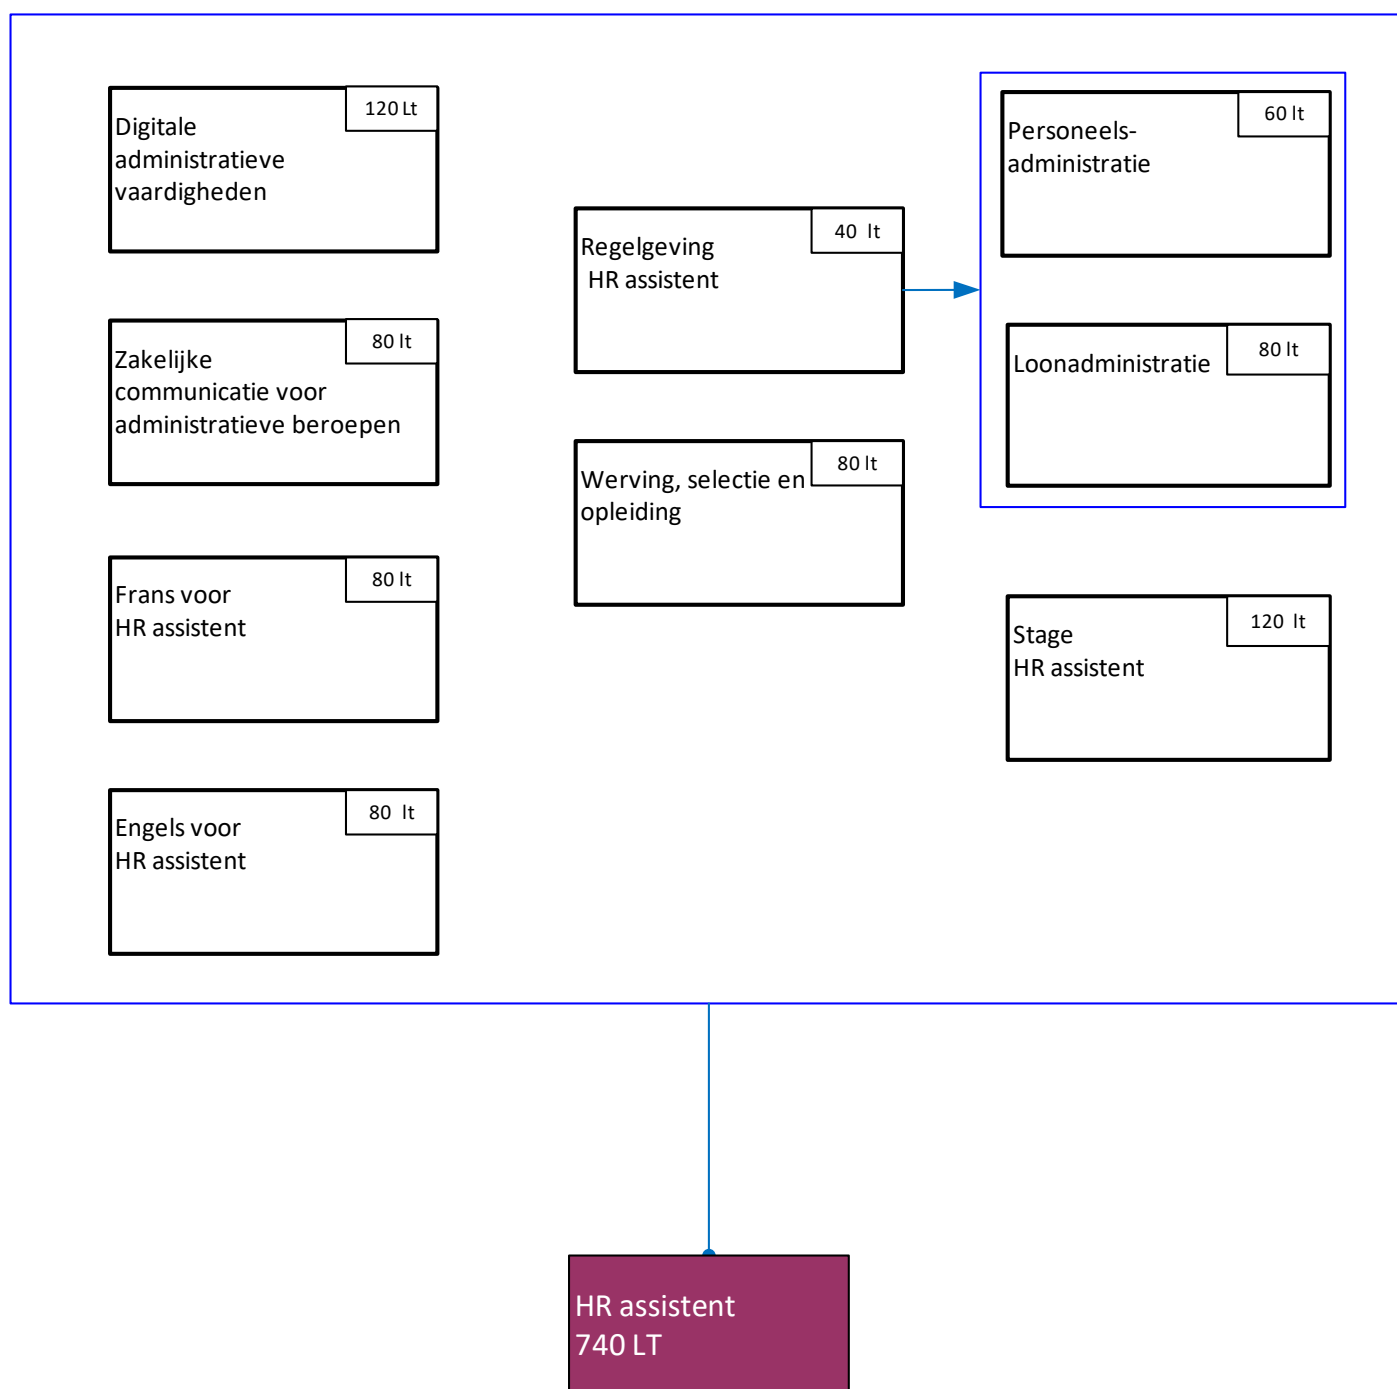 120 Lt
Digitale
administratieve
vaardigheden
80 lt
Zakelijke
communicatie voor
administratieve beroepen
80 lt
Frans voor
HR assistent
80 lt
Engels voor
HR assistent
40 lt
Regelgeving
HR assistent
80 lt
Werving, selectie en
opleiding
60 lt
Personeels-
administratie
80 lt
Loonadministratie
120 lt
Stage
HR assistent
HR assistent
740 LT